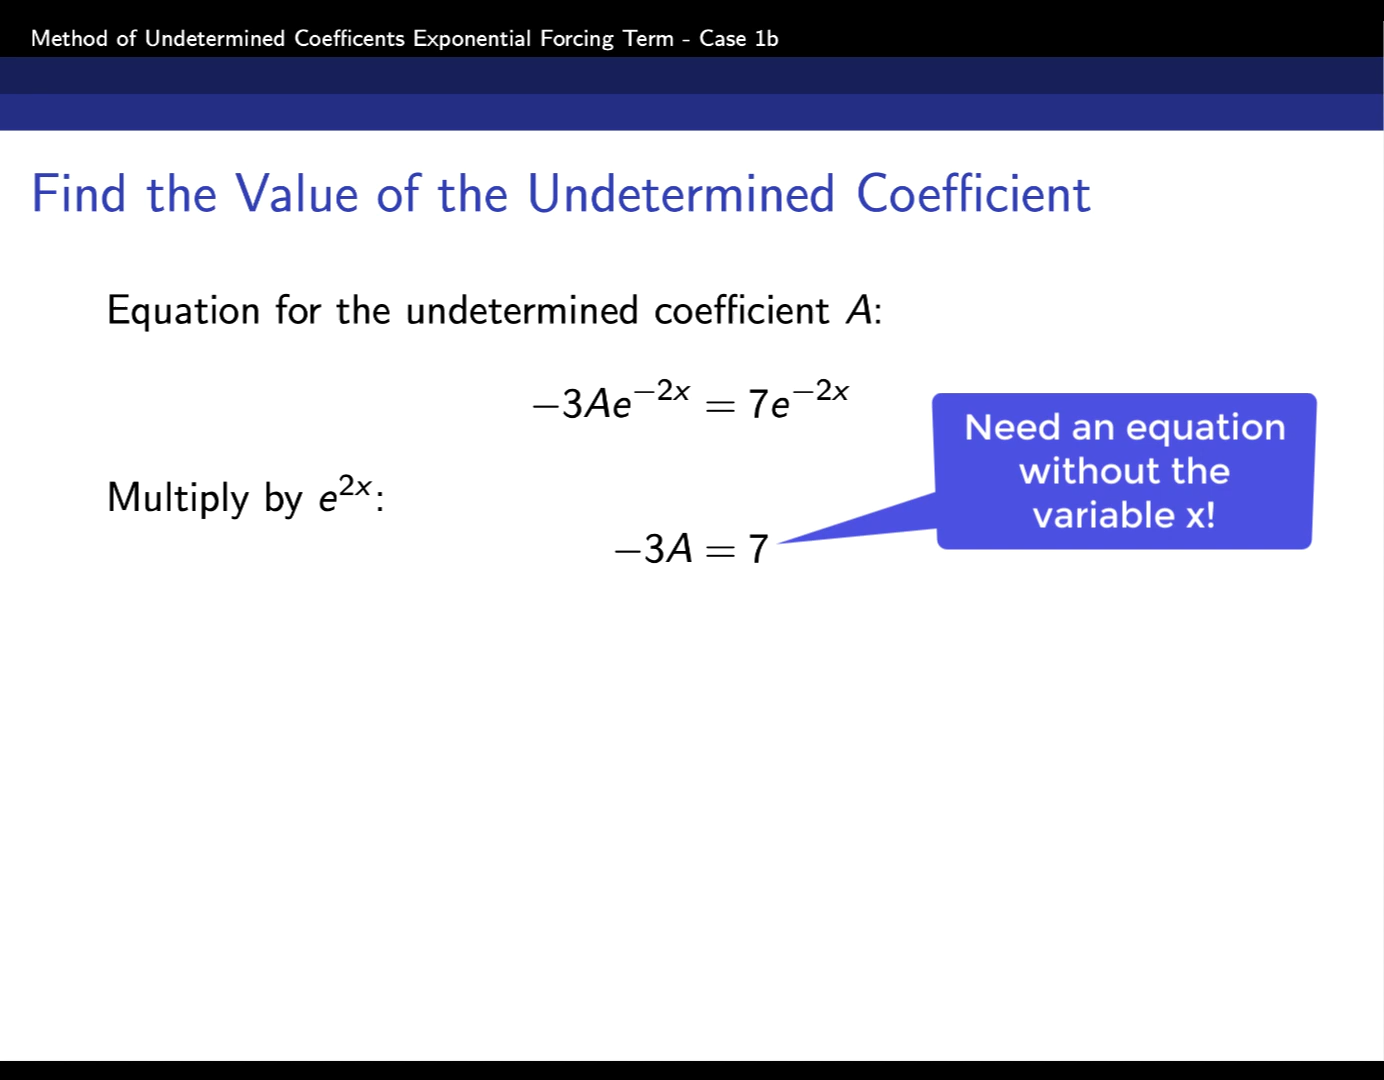 Method of Undetermined Coefficents Exponential Forcing Term - Case 1b
Find the Value of the Undetermined Coefficient
Equation for the undetermined coefficient A:
−3Ae^{−2x} = 7e^{−2x}
Multiply by e^{2x}:
−3A = 7
Need an equation
without the
variable x!